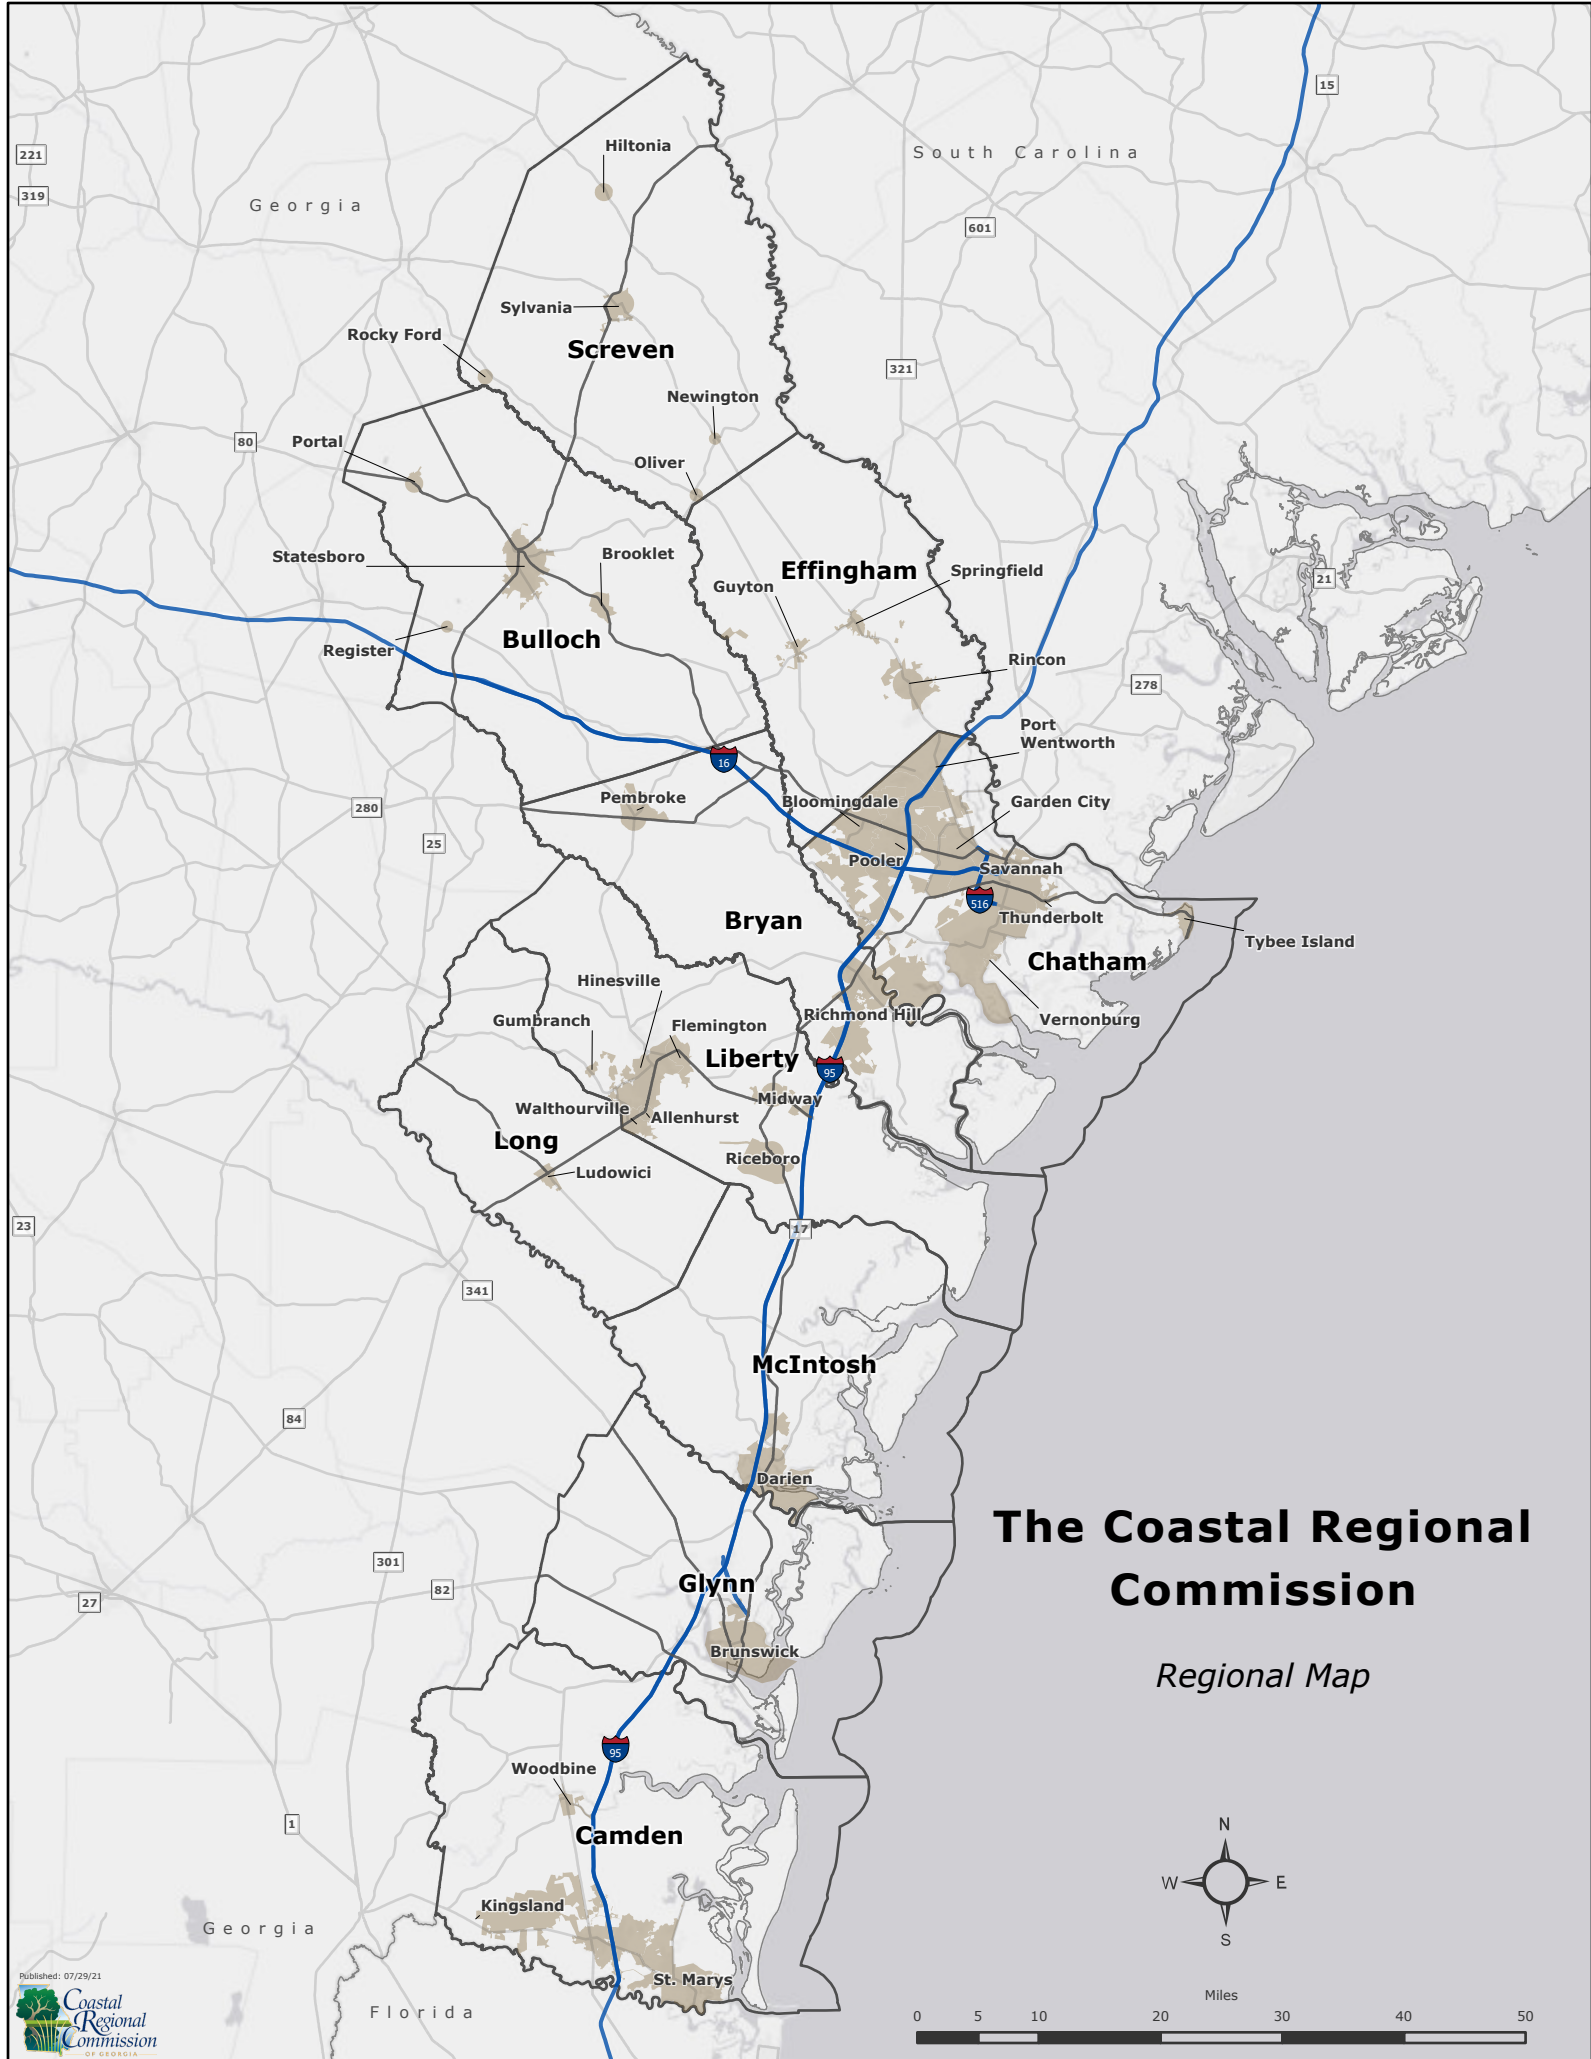 15
Hiltonia
South Carolina
221
319
Georgia
601
Sylvania
Rocky Ford
Screven
321
Newington
80
Portal
Oliver
Statesboro
Brooklet
Effingham
Springfield
Guyton
21
Bulloch
Register
Rincon
278
Port
Wentworth
16
280
Pembroke
Bloomingdale
Garden City
25
Pooler
Savannah
516
Thunderbolt
Bryan
Tybee Island
Chatham
Hinesville
Richmond Hill
Vernonburg
Gumbranch
Flemington
Liberty
95
Midway
Walthourville
Allenhurst
Long
Riceboro
Ludowici
23
17
341
McIntosh
84
Darien
The Coastal Regional
Commission
301
82
27
Glynn
Brunswick
Regional Map
95
Woodbine
1
Camden
N
W
E
S
Kingsland
Georgia
Published: 07/29/21
St. Marys
Coastal
Regional
Commission
OF GEORGIA
Florida
Miles
0 5 10 20 30 40 50